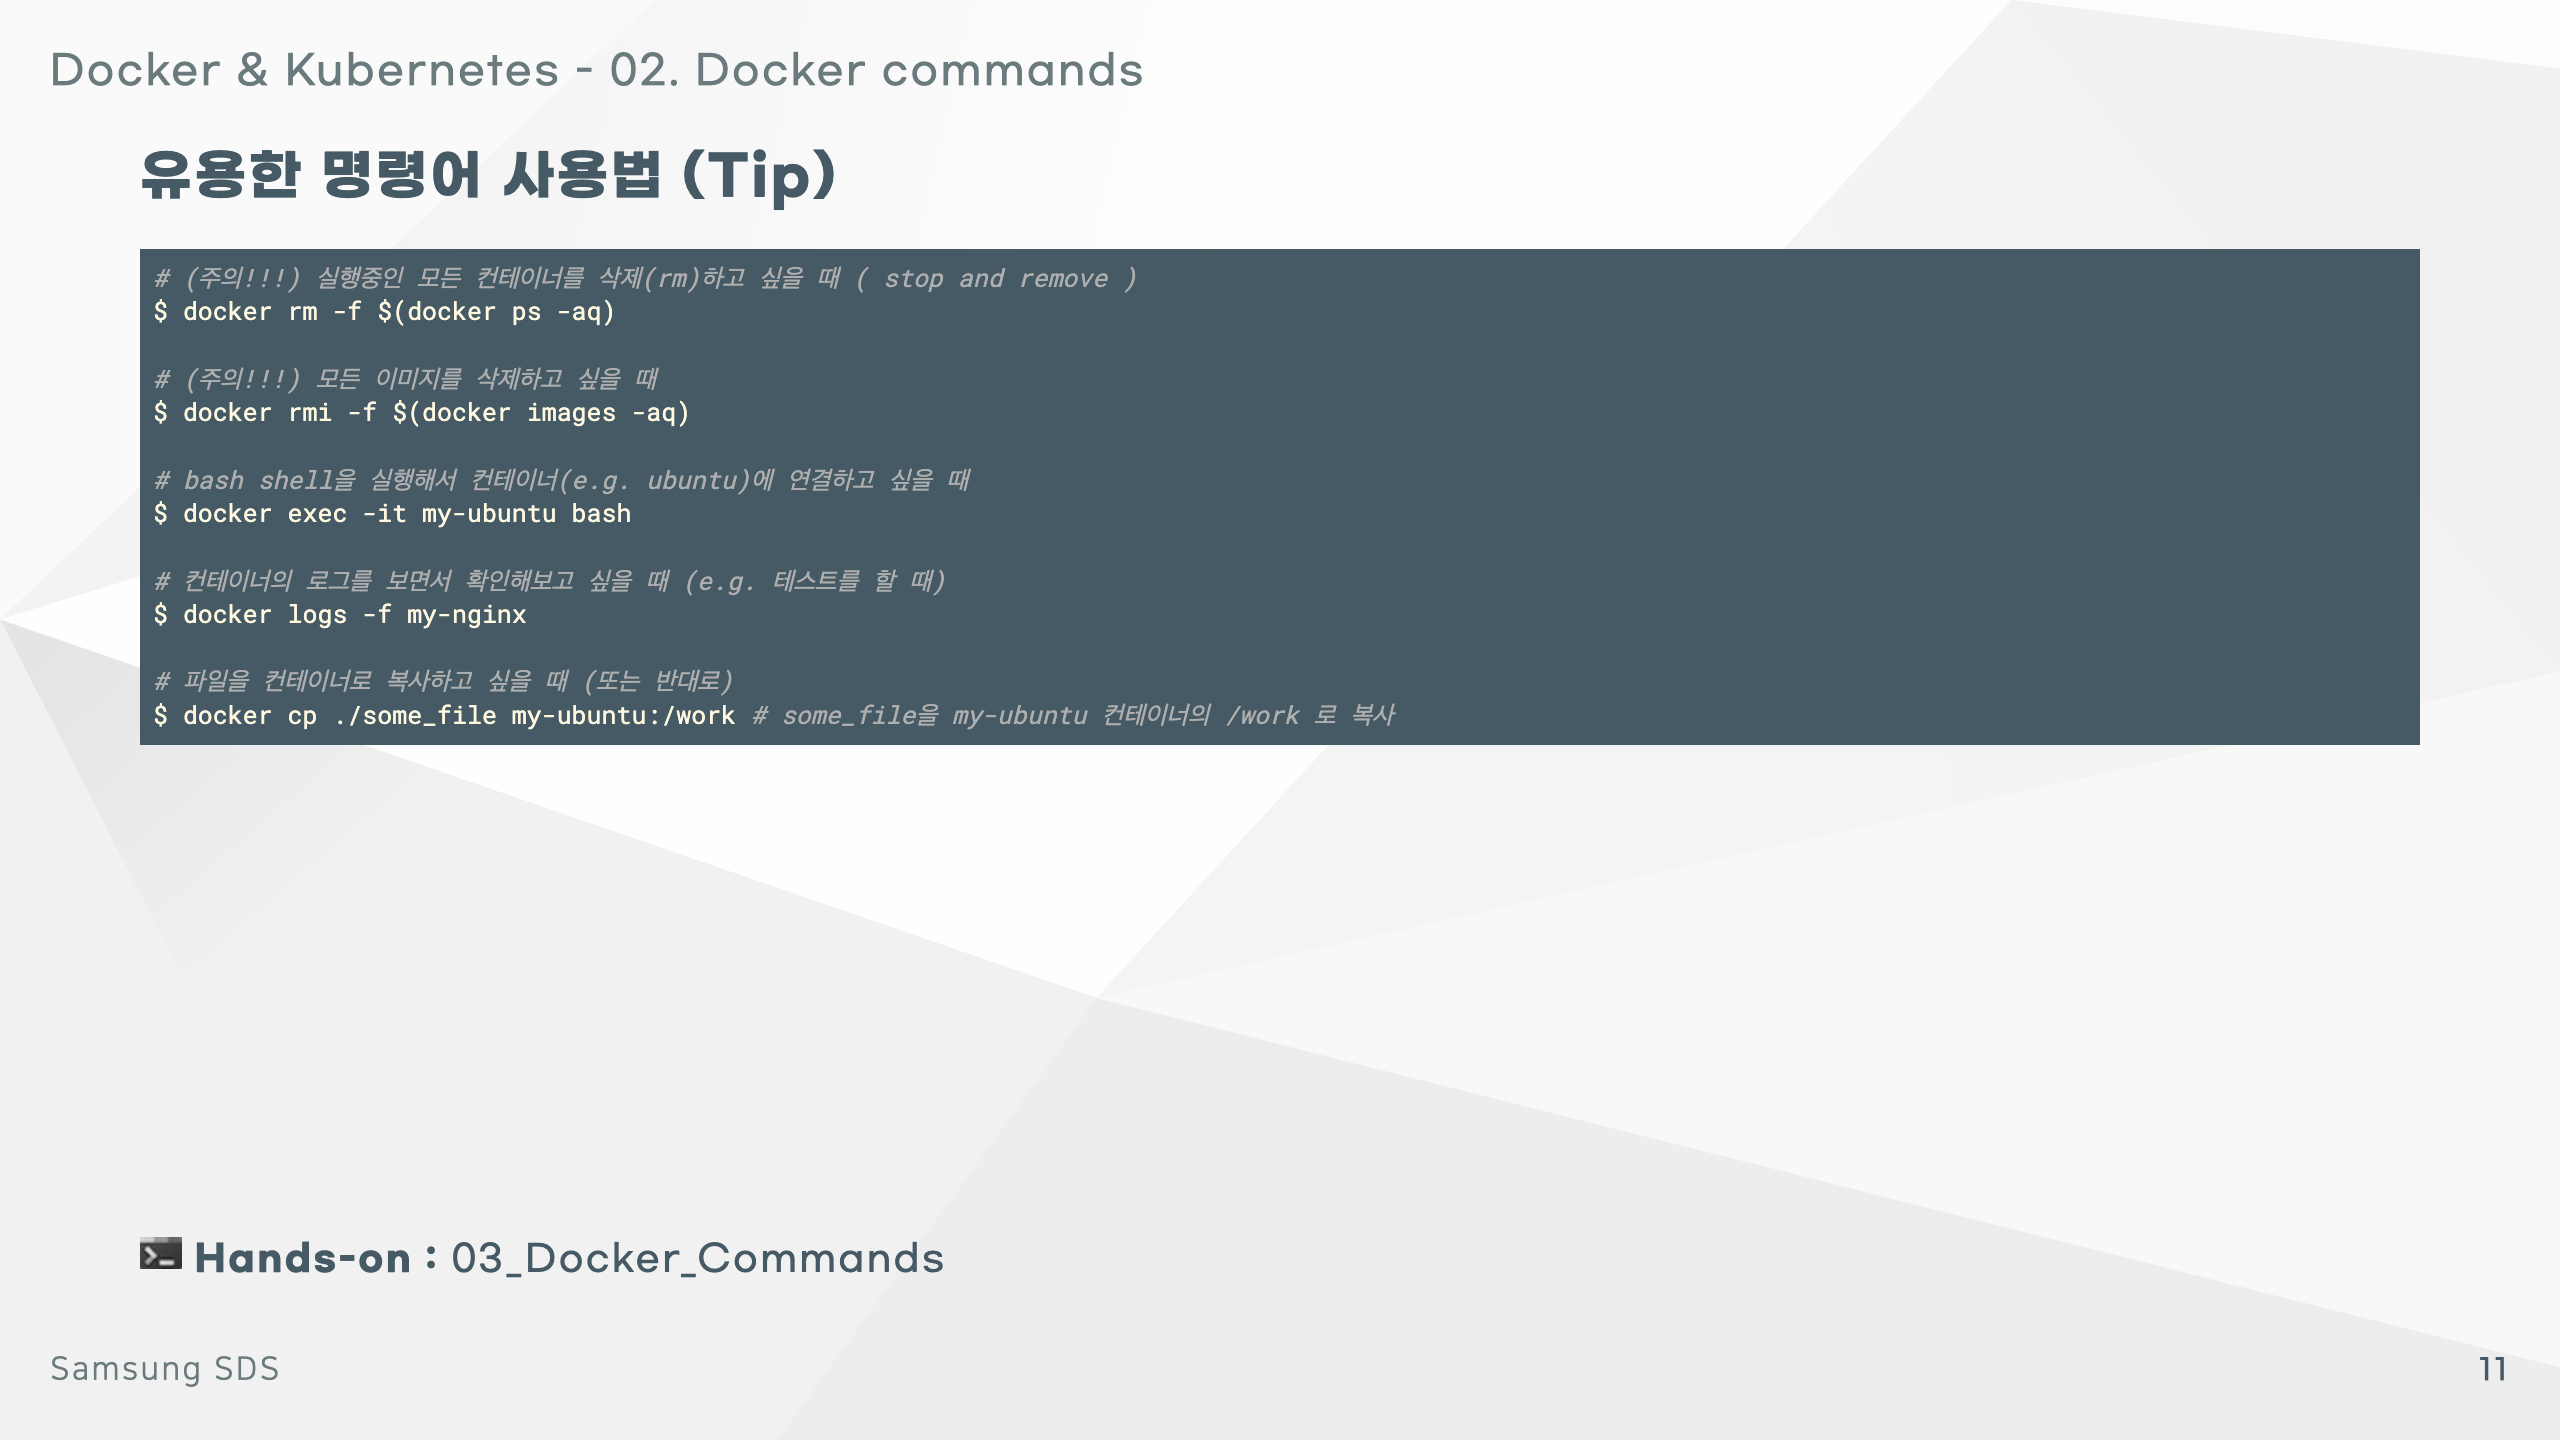 Docker & Kubernetes - 02. Docker commands
유용한 명령어 사용법 (Tip)
# (주의!!!) 실행중인 모든 컨테이너를 삭제(rm)하고 싶을 때 ( stop and remove )
$ docker rm -f $(docker ps -aq)
# (주의!!!) 모든 이미지를 삭제하고 싶을 때
$ docker rmi -f $(docker images -aq)
# bash shell을 실행해서 컨테이너(e.g. ubuntu)에 연결하고 싶을 때
$ docker exec -it my-ubuntu bash
# 컨테이너의 로그를 보면서 확인해보고 싶을 때 (e.g. 테스트를 할 때)
$ docker logs -f my-nginx
# 파일을 컨테이너로 복사하고 싶을 때 (또는 반대로)
$ docker cp ./some_file my-ubuntu:/work # some_file을 my-ubuntu 컨테이너의 /work 로 복사
Hands-on : 03_Docker_Commands
Samsung SDS
11